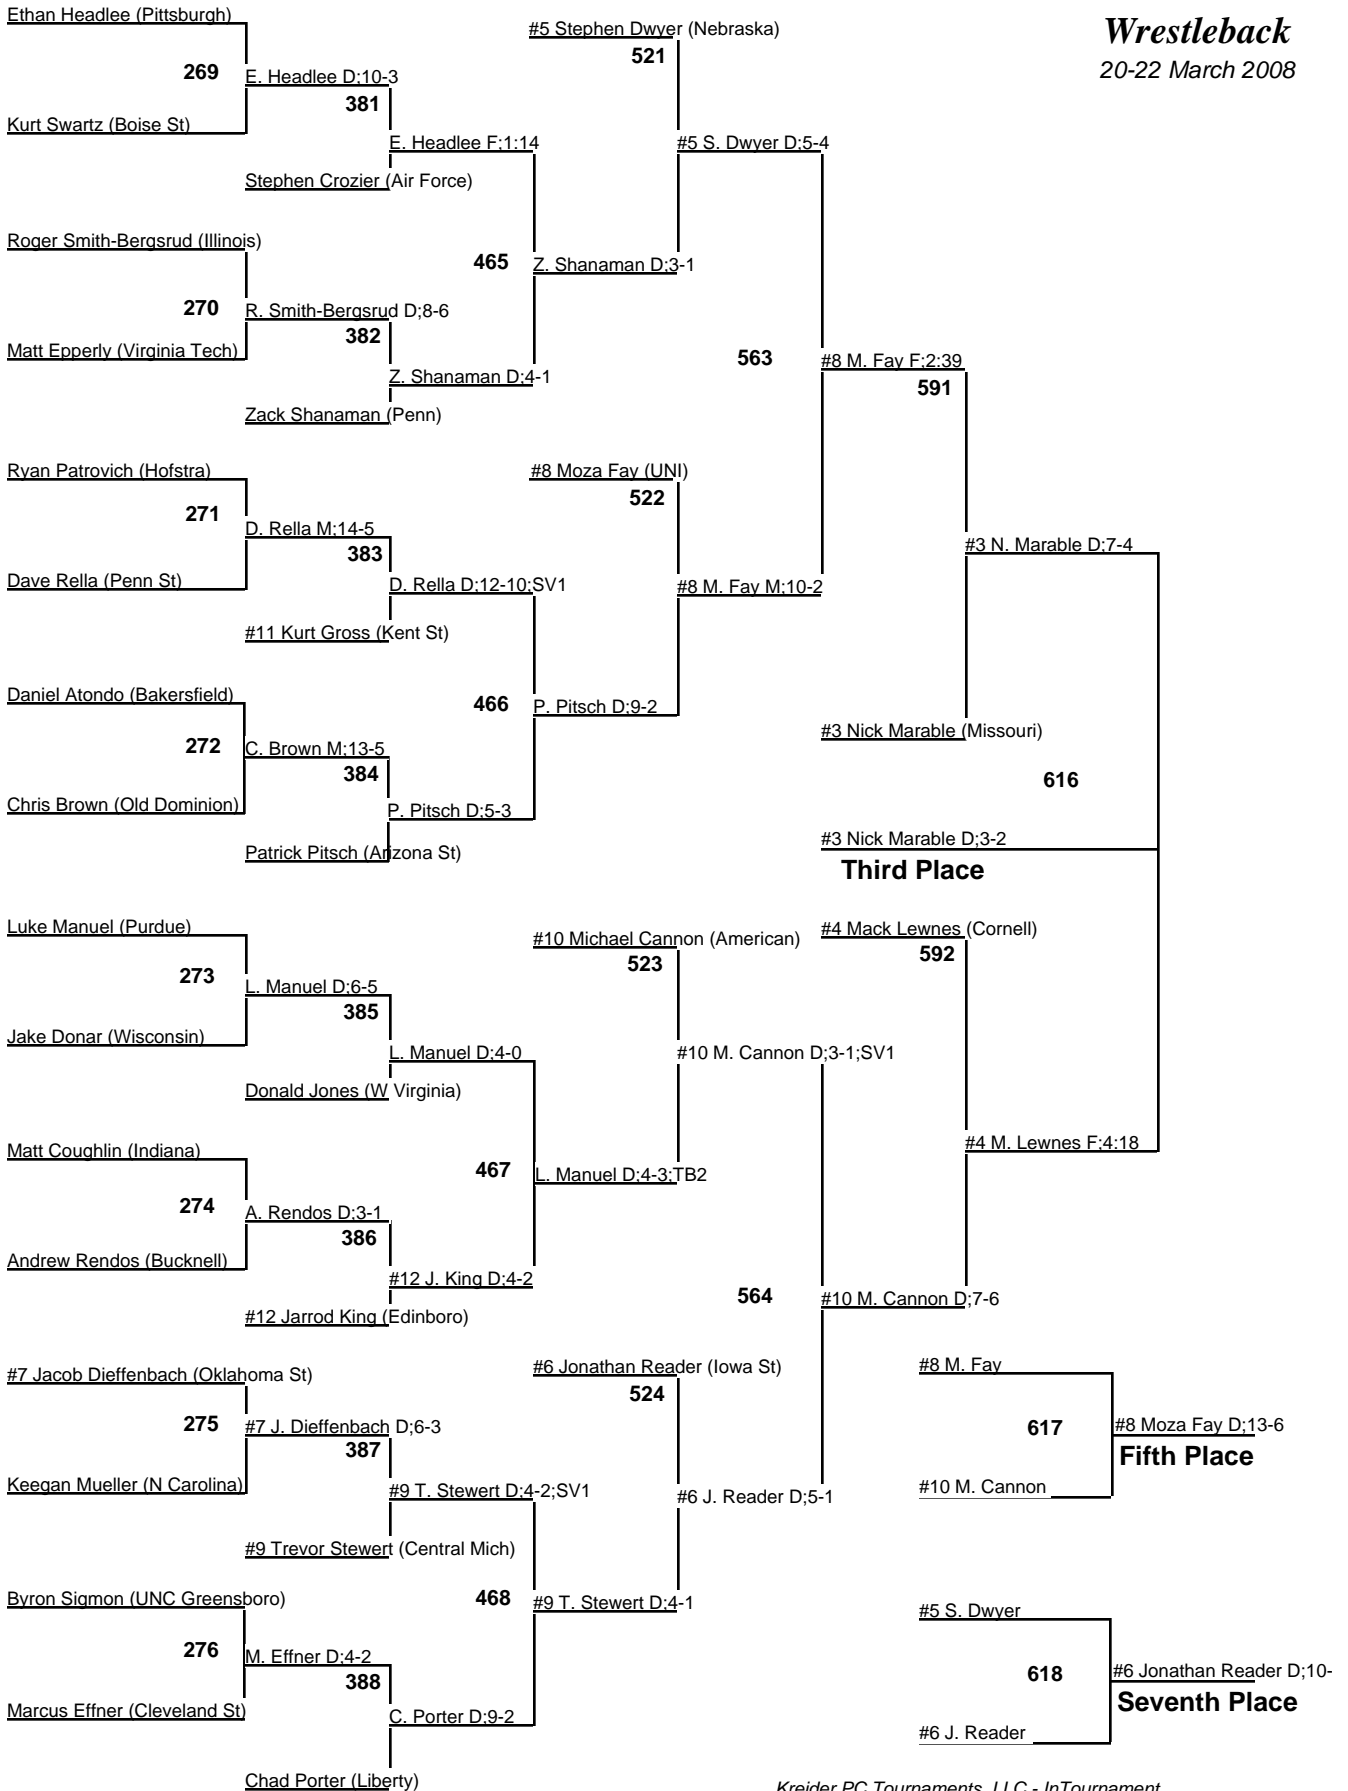 Wrestleback
20-22 March 2008
Ethan Headlee (Pittsburgh)
269
E. Headlee D;10-3
Kurt Swartz (Boise St)
381
E. Headlee F;1:14
Stephen Crozier (Air Force)
Roger Smith-Bergsrud (Illinois)
270
R. Smith-Bergsrud D;8-6
Matt Epperly (Virginia Tech)
382
Z. Shanaman D;4-1
Zack Shanaman (Penn)
465
Z. Shanaman D;3-1
#5 Stephen Dwyer (Nebraska)
521
#5 S. Dwyer D;5-4
Ryan Patrovich (Hofstra)
271
D. Rella M;14-5
Dave Rella (Penn St)
383
D. Rella D;12-10;SV1
#11 Kurt Gross (Kent St)
Daniel Atondo (Bakersfield)
272
C. Brown M;13-5
Chris Brown (Old Dominion)
384
P. Pitsch D;5-3
Patrick Pitsch (Arizona St)
466
P. Pitsch D;9-2
#8 Moza Fay (UNI)
522
#8 M. Fay M;10-2
563
#8 M. Fay F;2:39
591
#3 N. Marable D;7-4
#3 Nick Marable (Missouri)
616
#3 Nick Marable D;3-2
Third Place
Luke Manuel (Purdue)
273
L. Manuel D;6-5
Jake Donar (Wisconsin)
385
L. Manuel D;4-0
Donald Jones (W Virginia)
Matt Coughlin (Indiana)
274
A. Rendos D;3-1
Andrew Rendos (Bucknell)
386
#12 J. King D;4-2
#12 Jarrod King (Edinboro)
467
L. Manuel D;4-3;TB2
#10 Michael Cannon (American)
523
#10 M. Cannon D;3-1;SV1
#4 Mack Lewnes (Cornell)
592
#4 M. Lewnes F;4:18
564
#10 M. Cannon D;7-6
#7 Jacob Dieffenbach (Oklahoma St)
275
#7 J. Dieffenbach D;6-3
Keegan Mueller (N Carolina)
387
#9 T. Stewert D;4-2;SV1
#9 Trevor Stewert (Central Mich)
Byron Sigmon (UNC Greensboro)
276
M. Effner D;4-2
Marcus Effner (Cleveland St)
388
C. Porter D;9-2
Chad Porter (Liberty)
468
#9 T. Stewert D;4-1
#6 Jonathan Reader (Iowa St)
524
#6 J. Reader D;5-1
#8 M. Fay
617
#8 Moza Fay D;13-6
Fifth Place
#10 M. Cannon
#5 S. Dwyer
618
#6 Jonathan Reader D;10-
Seventh Place
#6 J. Reader
Kreider PC Tournaments, LLC - InTournament